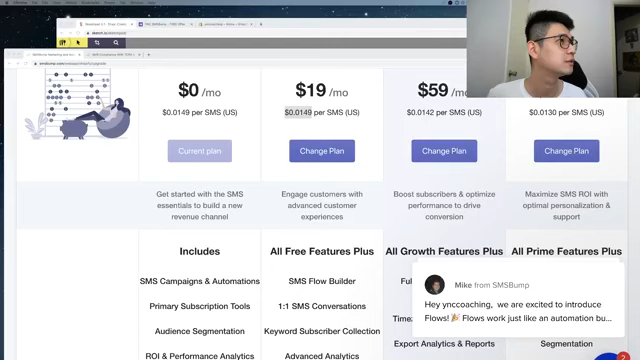 $0 /mo
$19 /mo
$59 /mo
$0.0149 per SMS (US)
$0.0149 per SMS (US)
$0.0142 per SMS (US)
$0.0130 per SMS (US)
Current plan
Change Plan
Change Plan
Change Plan
Get started with the SMS
essentials to build a new
revenue channel
Engage customers with
advanced customer
experiences
Boost subscribers & optimize
performance to drive
conversion
Maximize SMS ROI with
optimal personalization &
support
Includes
All Free Features Plus
All Growth Features Plus
All Prime Features Plus
SMS Campaigns & Automations
SMS Flow Builder
Primary Subscription Tools
1:1 SMS Conversations
Audience Segmentation
Keyword Subscriber Collection
Segmentation
ROI & Performance Analytics
Advanced Analytics
Export Analytics & Reports
Mike from SMSBump
Hey ynccoaching, we are excited to introduce
Flows!🎉 Flows work just like an automation bu...
2